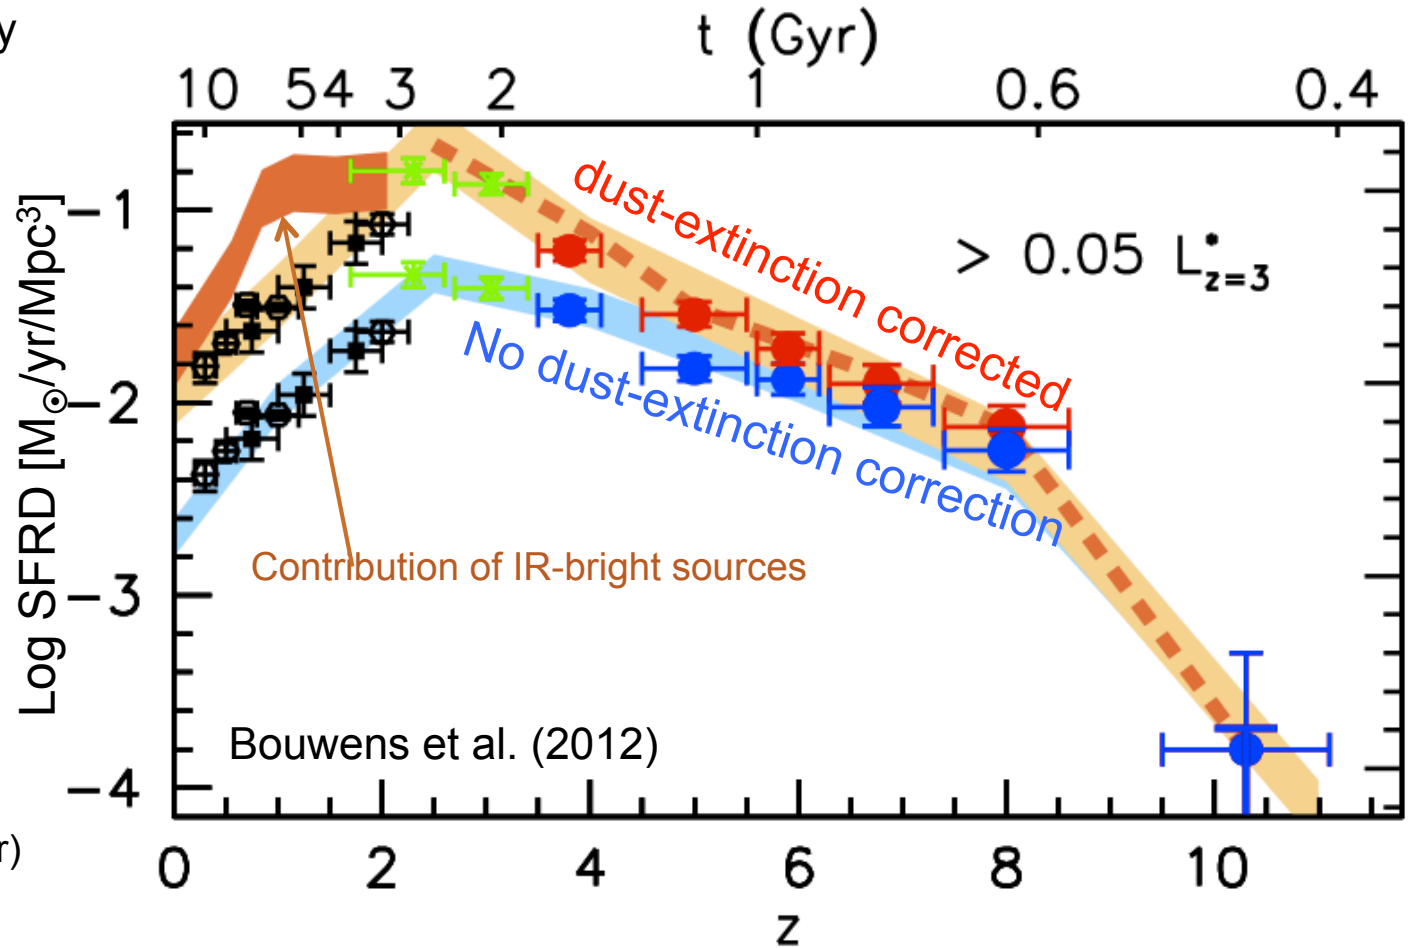 y
t (Gyr)
10 5 4 3 2 1 0.6 0.4
Log SFRD [M☉/yr/Mpc³]
−1
−2
−3
−4
dust-extinction corrected
> 0.05 L*z=3
No dust-extinction correction
Contribution of IR-bright sources
Bouwens et al. (2012)
r)
0 2 4 6 8 10
z